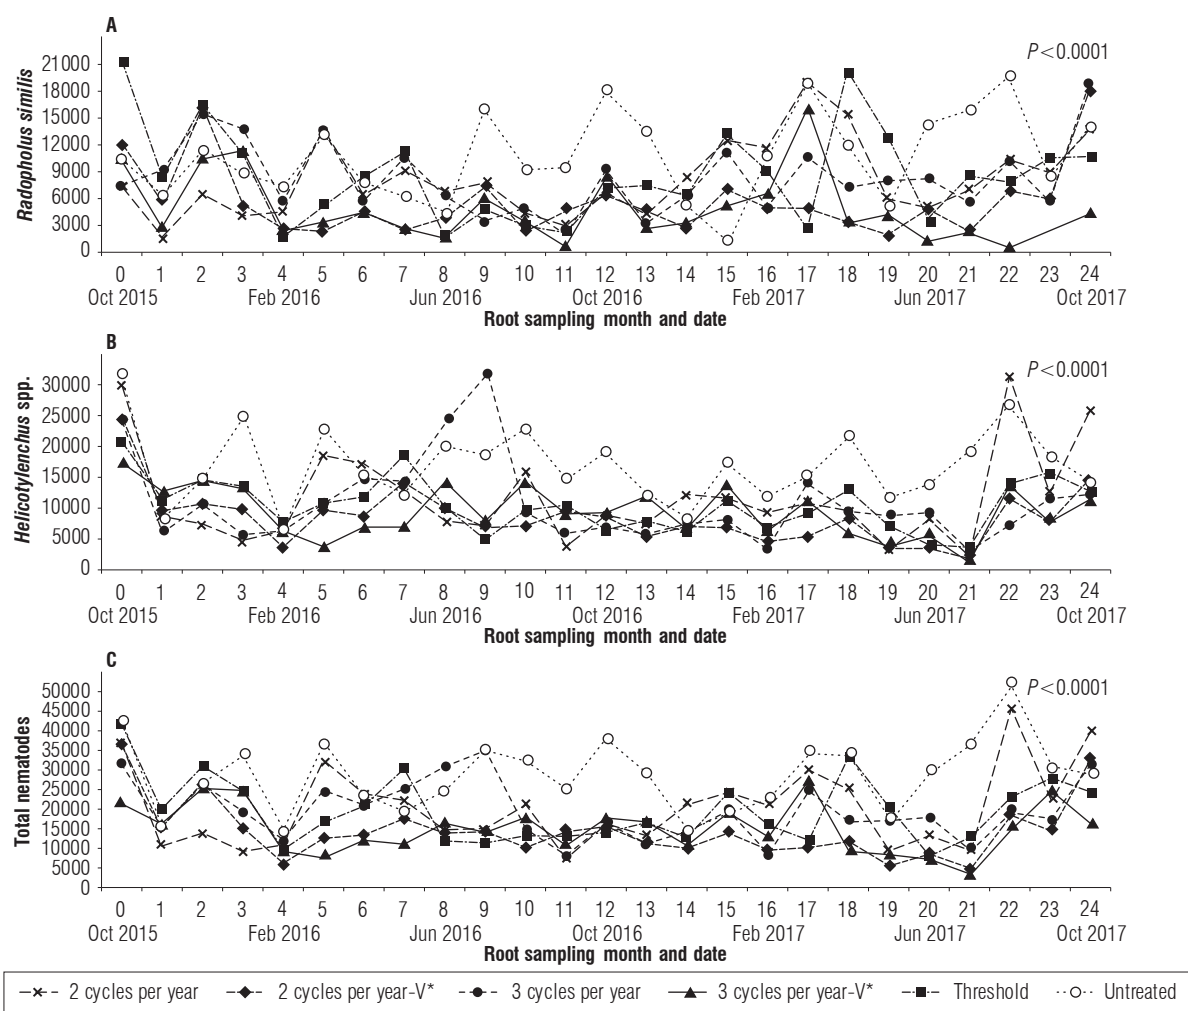 A
P<0.0001
Radopholus similis
21000
18000
15000
12000
9000
6000
3000
0
0 1 2 3 4 5 6 7 8 9 10 11 12 13 14 15 16 17 18 19 20 21 22 23 24
Oct 2015 Feb 2016 Jun 2016 Oct 2016 Feb 2017 Jun 2017 Oct 2017
Root sampling month and date
B
P<0.0001
Helicotylenchus spp.
30000
25000
20000
15000
10000
5000
0
0 1 2 3 4 5 6 7 8 9 10 11 12 13 14 15 16 17 18 19 20 21 22 23 24
Oct 2015 Feb 2016 Jun 2016 Oct 2016 Feb 2017 Jun 2017 Oct 2017
Root sampling month and date
C
P<0.0001
Total nematodes
50000
45000
40000
35000
30000
25000
20000
15000
10000
5000
0
0 1 2 3 4 5 6 7 8 9 10 11 12 13 14 15 16 17 18 19 20 21 22 23 24
Oct 2015 Feb 2016 Jun 2016 Oct 2016 Feb 2017 Jun 2017 Oct 2017
Root sampling month and date
2 cycles per year 2 cycles per year-V* 3 cycles per year 3 cycles per year-V* Threshold Untreated